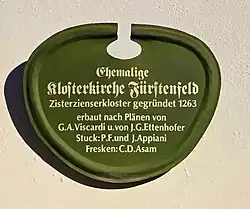 Ehemalige
Klosterkirche Fürstenfeld
Zisterzienserkloster gegründet 1263
erbaut nach Plänen von
G.A.Viscardi u.von J.G.Ettenhofer
Stuck: P.F.und J.Appiani
Fresken: C.D.Asam